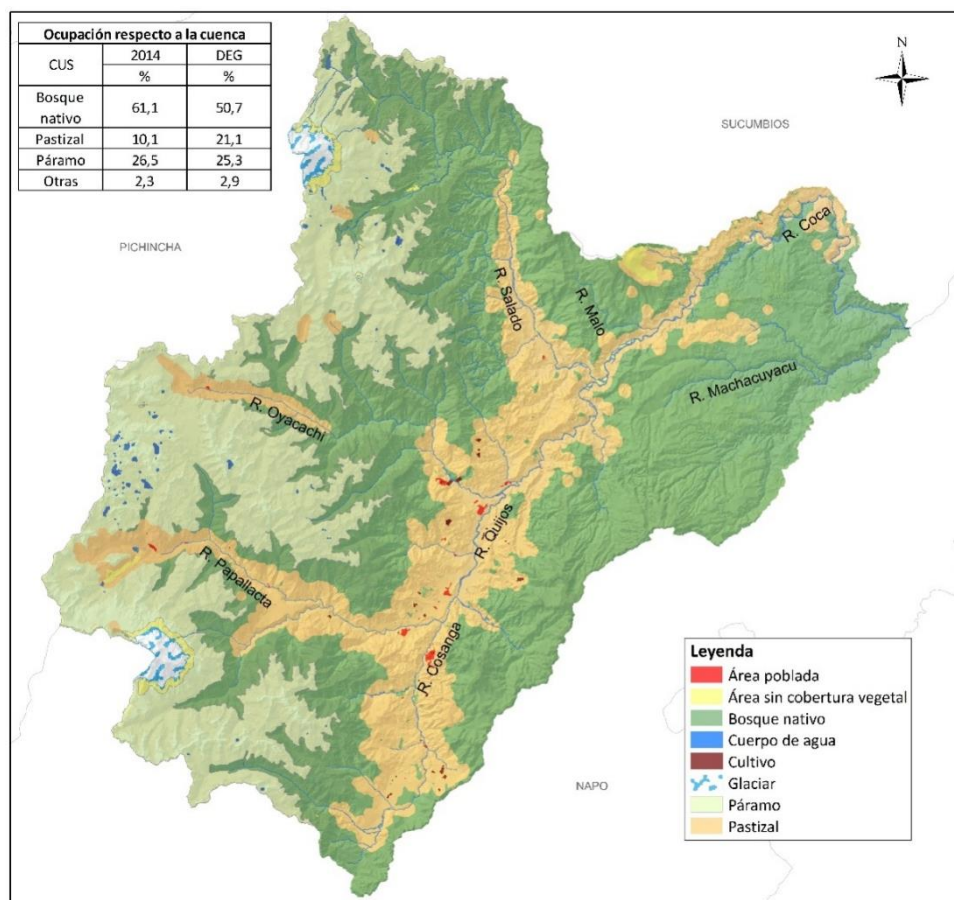 Ocupación respecto a la cuenca
CUS 2014 DEG
% %
Bosque nativo 61,1 50,7
Pastizal 10,1 21,1
Páramo 26,5 25,3
Otras 2,3 2,9
N
SUCUMBIOS
PICHINCHA
R. Coca
R. Salado
R. Malo
R. Machacuyacu
R. Oyacachi
R. Quijos
R. Papallacta
R. Cosanga
NAPO
Leyenda
Área poblada
Área sin cobertura vegetal
Bosque nativo
Cuerpo de agua
Cultivo
Glaciar
Páramo
Pastizal